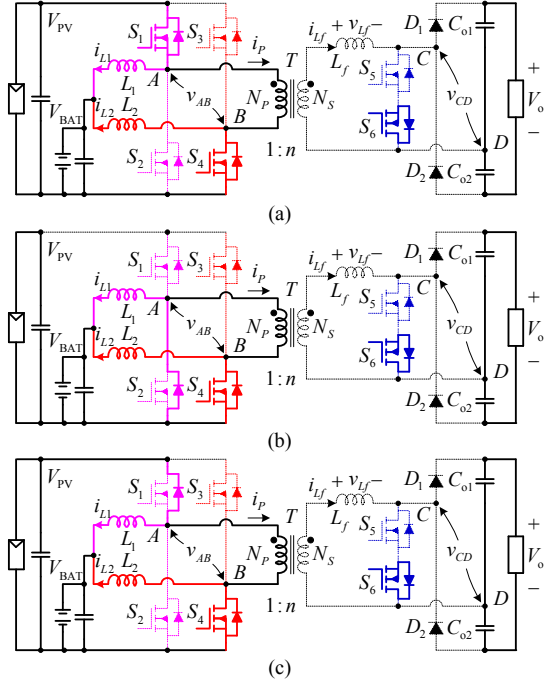 V_PV S_1 S_3 i_P T i_Lf + v_Lf − D_1 C_o1
i_L1 L_1 A L_f C S_5 +
V_BAT i_L2 L_2 v_AB B N_P N_S v_CD V_o
S_2 S_4 S_6 D −
1:n D_2 C_o2
(a)
V_PV S_1 S_3 i_P T i_Lf + v_Lf − D_1 C_o1
i_L1 L_1 A L_f C S_5 +
V_BAT i_L2 L_2 v_AB B N_P N_S v_CD V_o
S_2 S_4 S_6 D −
1:n D_2 C_o2
(b)
V_PV S_1 S_3 i_P T i_Lf + v_Lf − D_1 C_o1
i_L1 L_1 A L_f C S_5 +
V_BAT i_L2 L_2 v_AB B N_P N_S v_CD V_o
S_2 S_4 S_6 D −
1:n D_2 C_o2
(c)